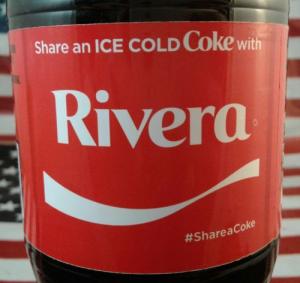 Share an ICE COLD Coke with
Rivera
#ShareaCoke